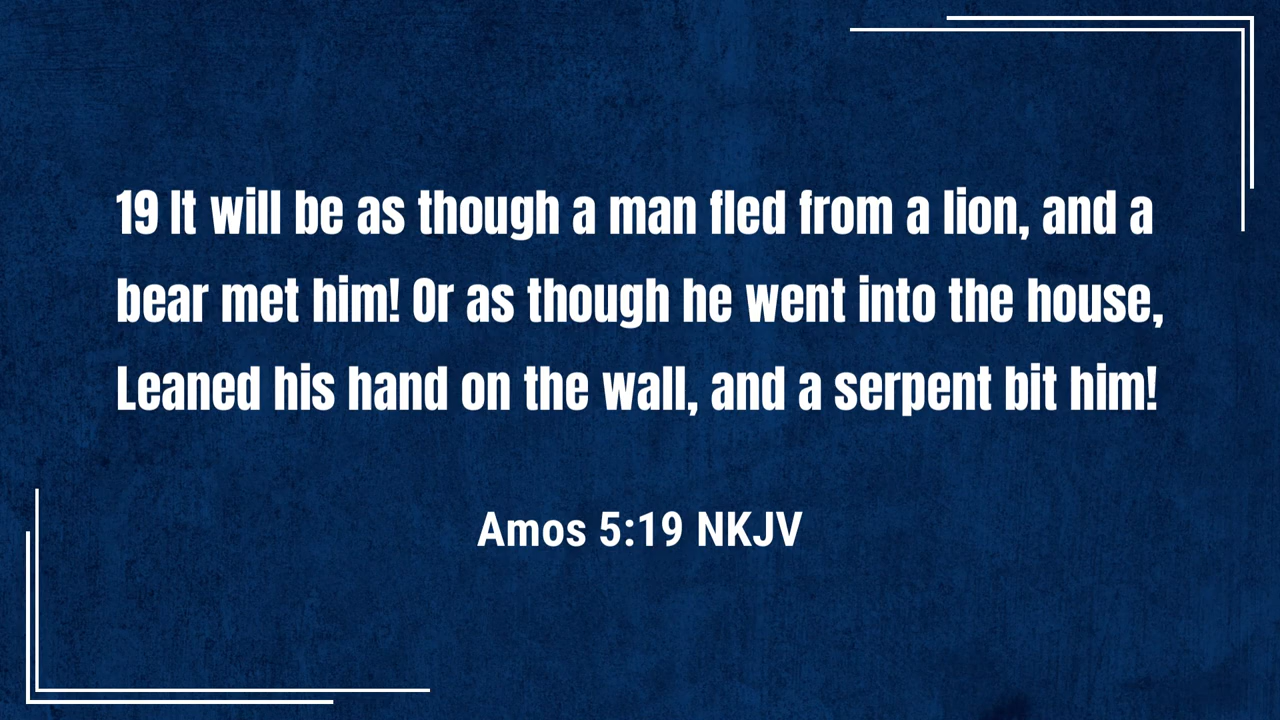 19 It will be as though a man fled from a lion, and a
bear met him! Or as though he went into the house,
Leaned his hand on the wall, and a serpent bit him!
Amos 5:19 NKJV